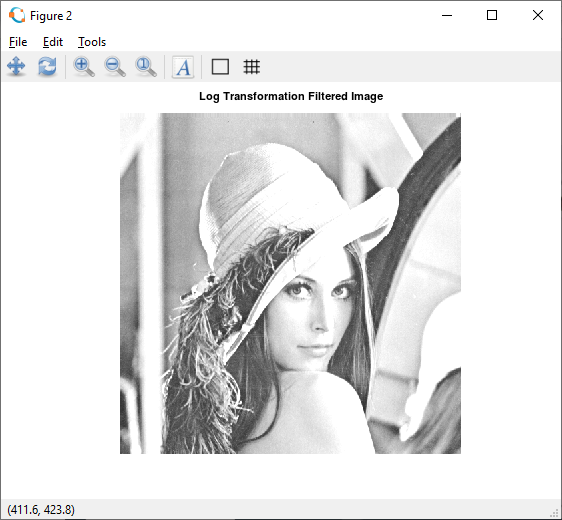 Figure 2
File Edit Tools
A
Log Transformation Filtered Image
(411.6, 423.8)